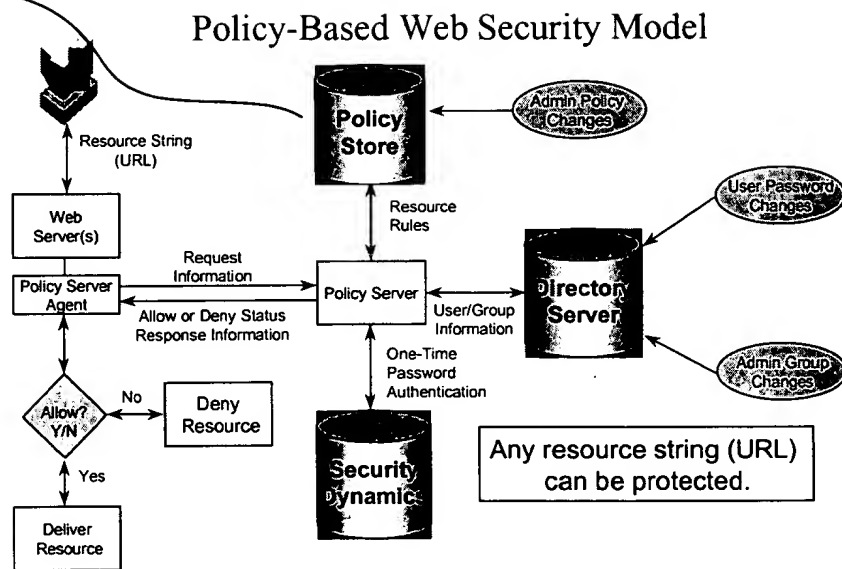 Policy-Based Web Security Model
Resource String
(URL)
Policy
Store
Admin Policy
Changes
Web
Server(s)
Resource
Rules
User Password
Changes
Request
Information
Policy Server
Agent
Policy Server
Allow or Deny Status
Response Information
User/Group
Information
Directory
Server
One-Time
Password
Authentication
Admin Group
Changes
Allow?
Y/N
No
Deny
Resource
Yes
Security
Dynamics
Any resource string (URL)
can be protected.
Deliver
Resource